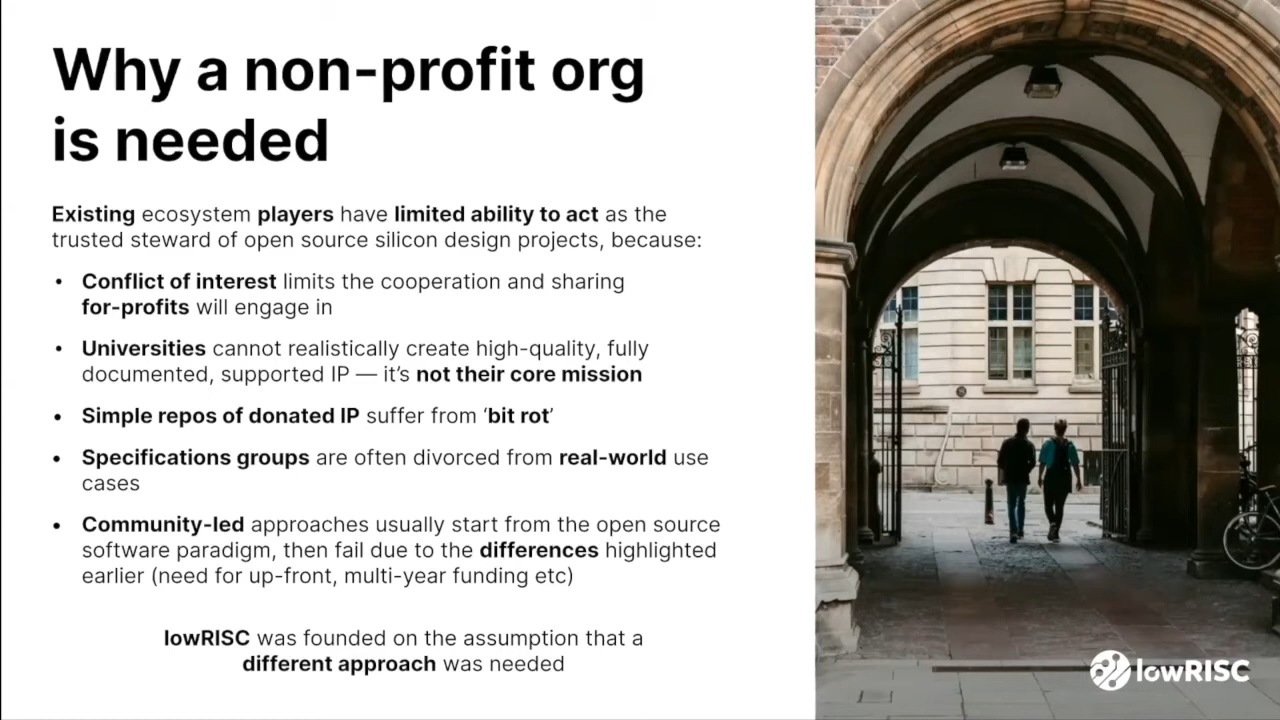 Why a non-profit org
is needed
Existing ecosystem players have limited ability to act as the
trusted steward of open source silicon design projects, because:
• Conflict of interest limits the cooperation and sharing
for-profits will engage in
• Universities cannot realistically create high-quality, fully
documented, supported IP — it’s not their core mission
• Simple repos of donated IP suffer from ‘bit rot’
• Specifications groups are often divorced from real-world use
cases
• Community-led approaches usually start from the open source
software paradigm, then fail due to the differences highlighted
earlier (need for up-front, multi-year funding etc)
lowRISC was founded on the assumption that a
different approach was needed
lowRISC